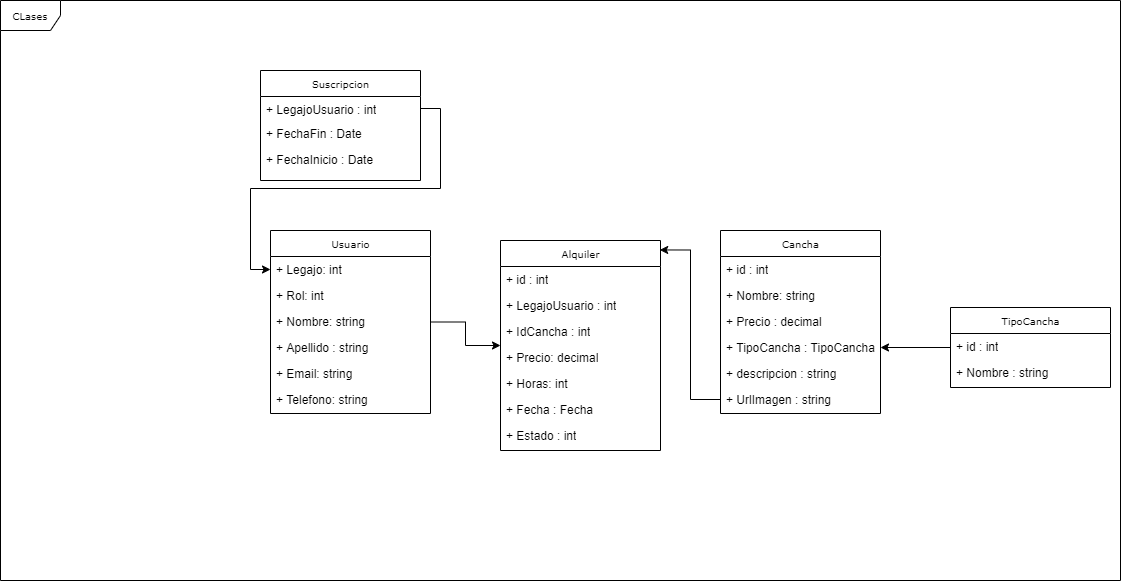 CLases
Suscripcion
+ LegajoUsuario : int
+ FechaFin : Date
+ FechaInicio : Date
Usuario
+ Legajo: int
+ Rol: int
+ Nombre: string
+ Apellido : string
+ Email: string
+ Telefono: string
Alquiler
+ id : int
+ LegajoUsuario : int
+ IdCancha : int
+ Precio: decimal
+ Horas: int
+ Fecha : Fecha
+ Estado : int
Cancha
+ id : int
+ Nombre: string
+ Precio : decimal
+ TipoCancha : TipoCancha
+ descripcion : string
+ UrlImagen : string
TipoCancha
+ id : int
+ Nombre : string